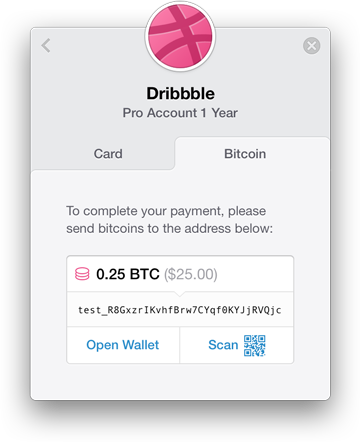 Dribbble
Pro Account 1 Year
Card
Bitcoin
To complete your payment, please
send bitcoins to the address below:
0.25 BTC ($25.00)
test_R8GxzrIKvhfBrw7CYqf0KYJjRVQjc
Open Wallet
Scan